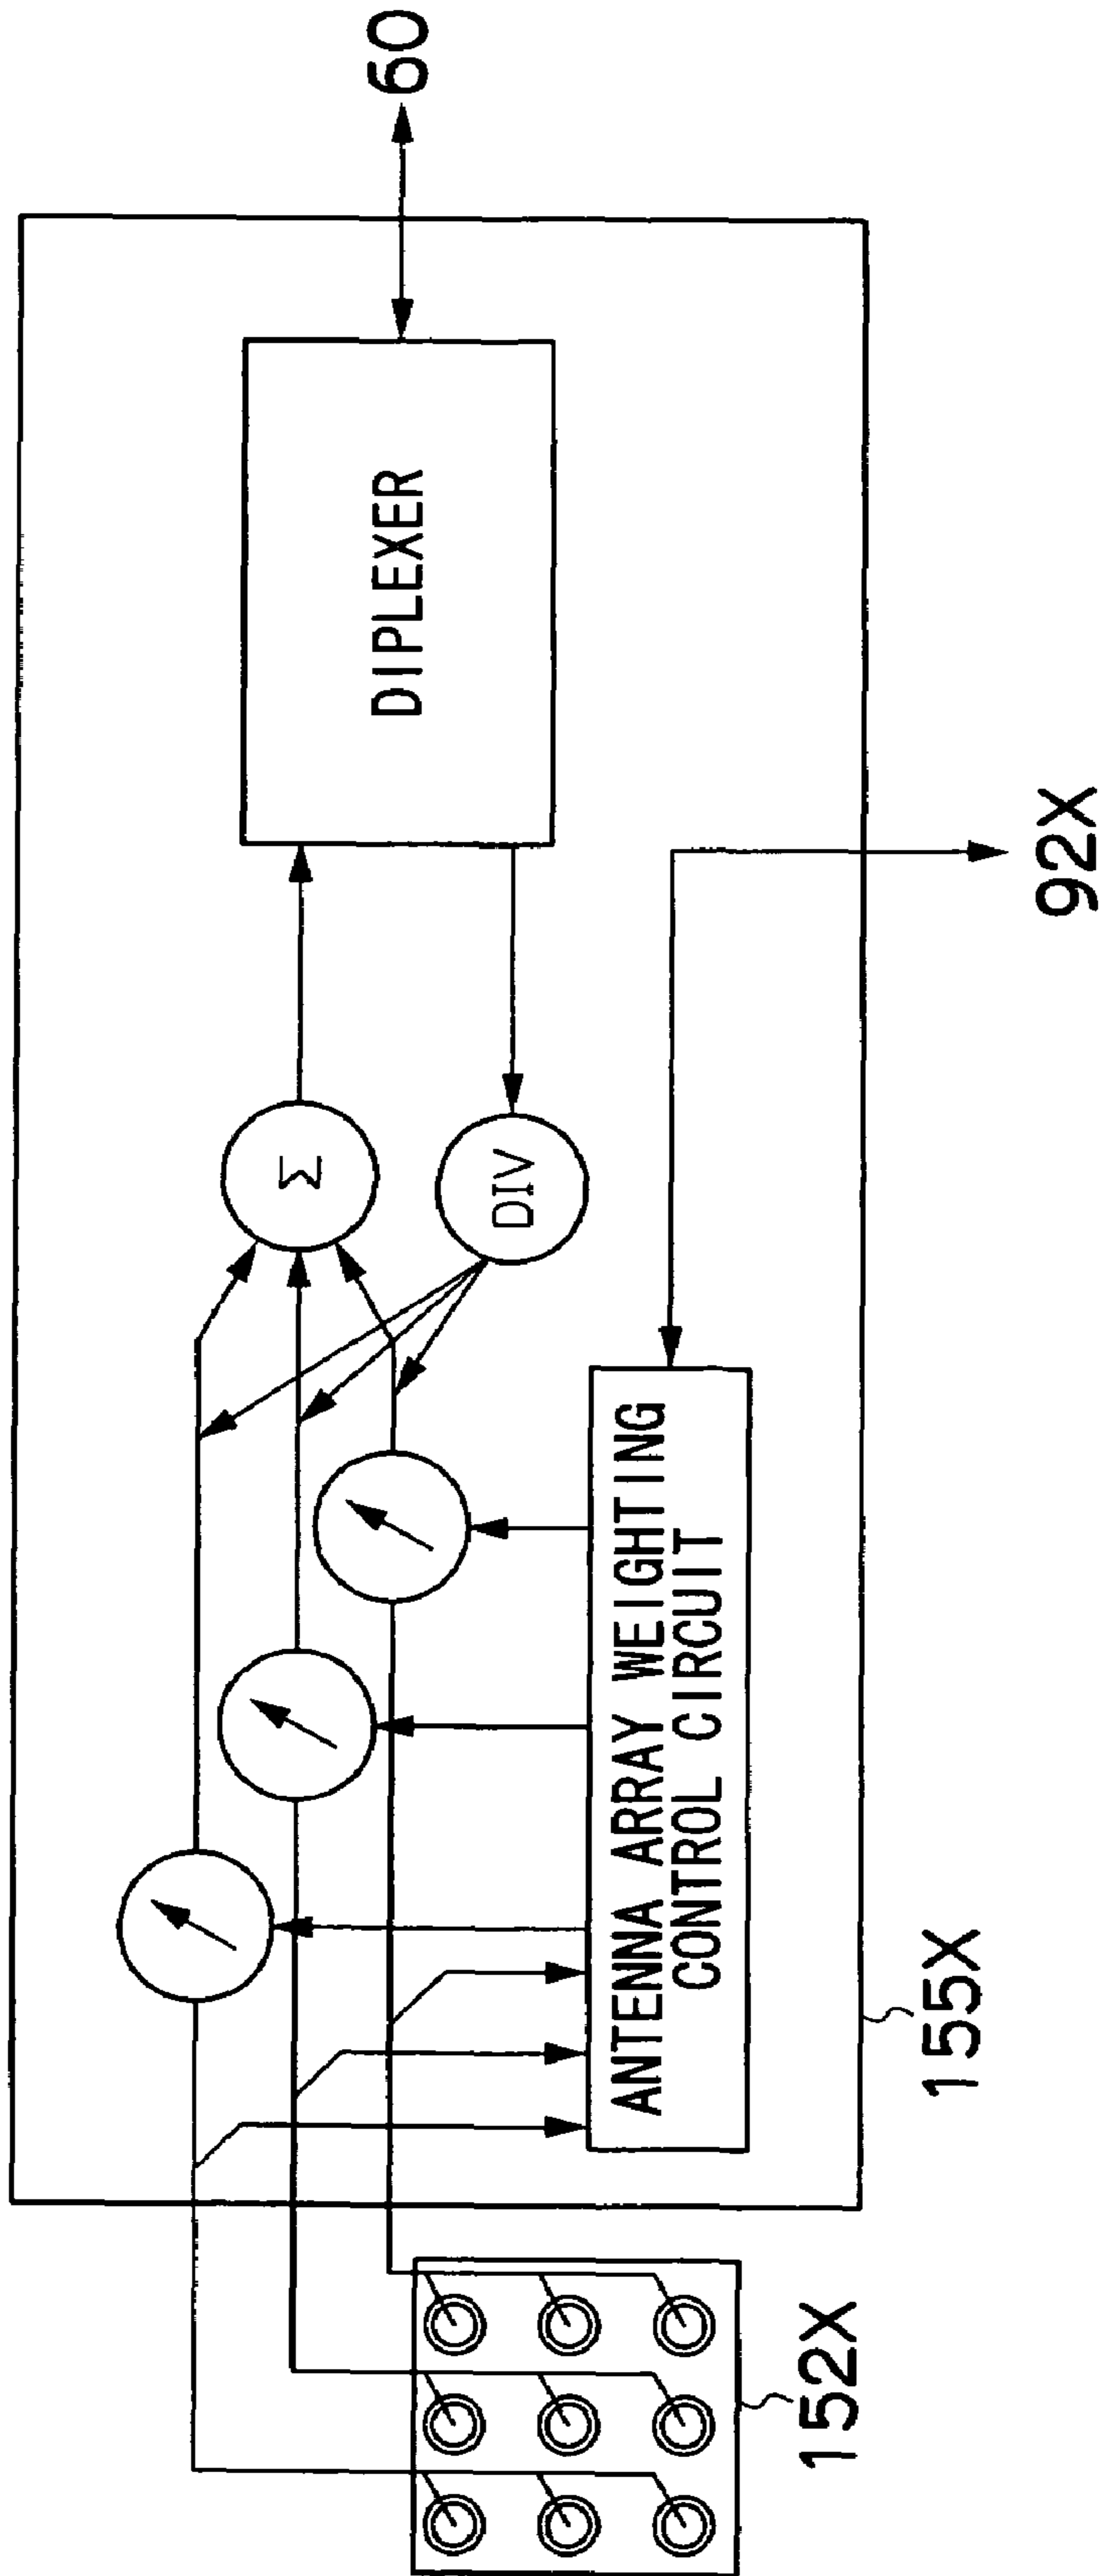 60
DIPLEXER
Σ
DIV
92X
ANTENNA ARRAY WEIGHTING
CONTROL CIRCUIT
155X
152X